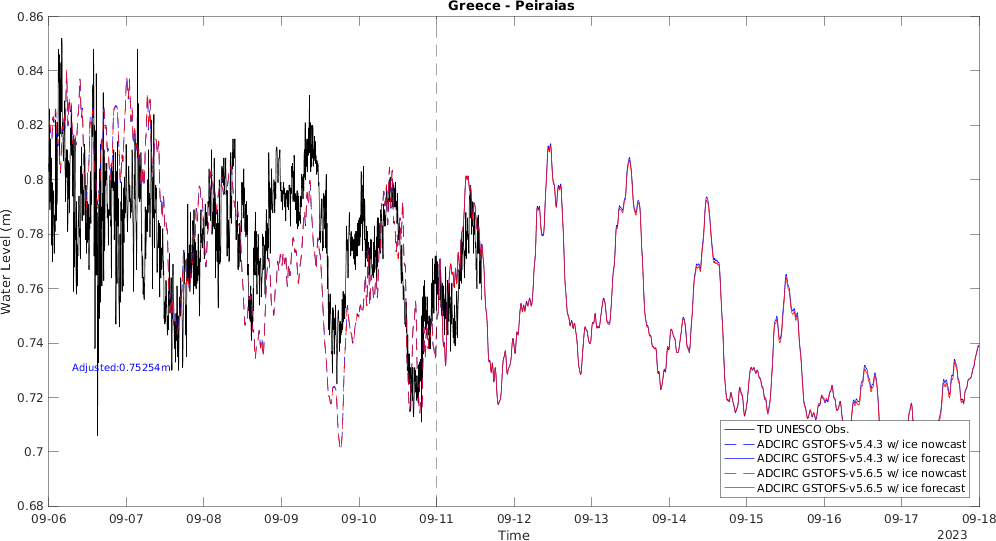 Greece - Peiraias
0.86
0.84
0.82
0.8
0.78
0.76
0.74
0.72
0.7
0.68
Water Level (m)
Adjusted:0.75254m
TD UNESCO Obs.
ADCIRC GSTOFS-v5.4.3 w/ ice nowcast
ADCIRC GSTOFS-v5.4.3 w/ ice forecast
ADCIRC GSTOFS-v5.6.5 w/ ice nowcast
ADCIRC GSTOFS-v5.6.5 w/ ice forecast
09-06 09-07 09-08 09-09 09-10 09-11 09-12 09-13 09-14 09-15 09-16 09-17 09-18
Time
2023